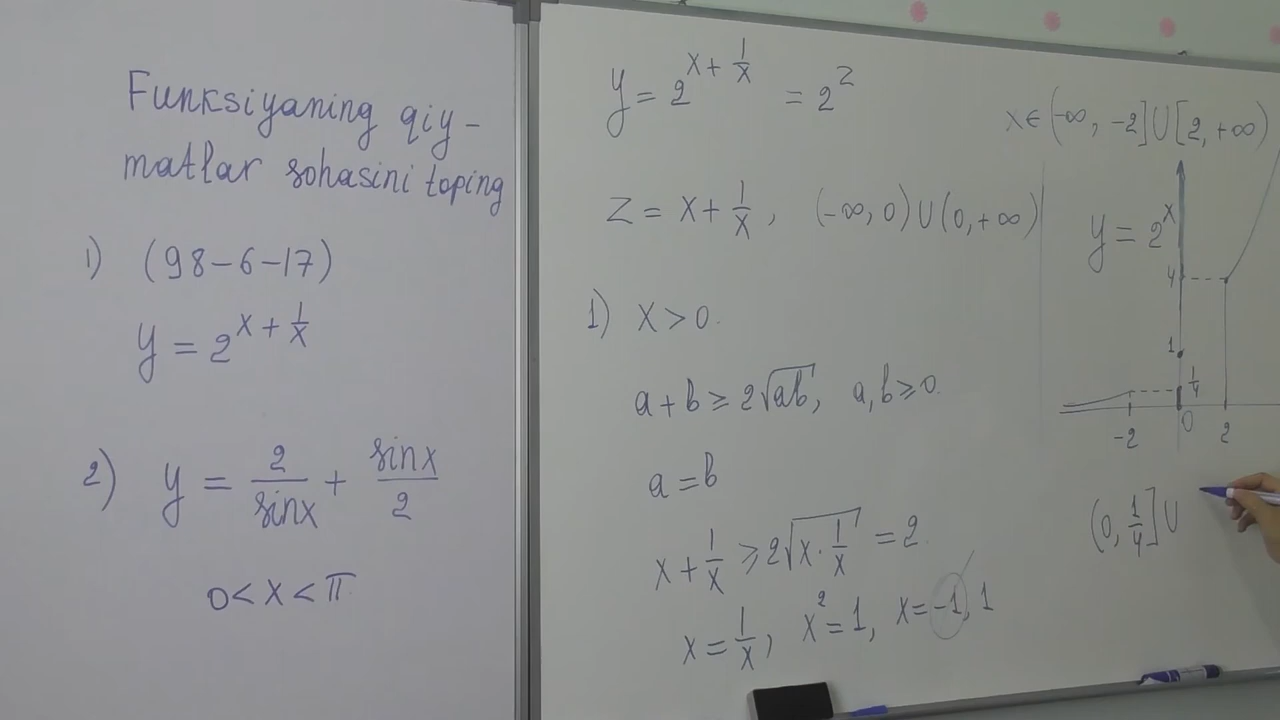 Funksiyaning qiy-
matlar sohasini toping
1) (98-6-17)
y = 2^{x + 1/x}
2) y = 2/sinx + sinx/2
0 < x < π
y = 2^{x + 1/x} = 2^z
z = x + 1/x, (-∞, 0) ∪ (0, +∞)
1) x > 0.
a + b ≥ 2√ab, a, b ≥ 0.
a = b
x + 1/x ≥ 2√x · 1/x = 2.
x = 1/x, x² = 1, x = -1, 1
x ∈ (-∞, -2] ∪ [2, +∞)
y = 2^x
4
1
1/4
-2 0 2
(0, 1/4] ∪